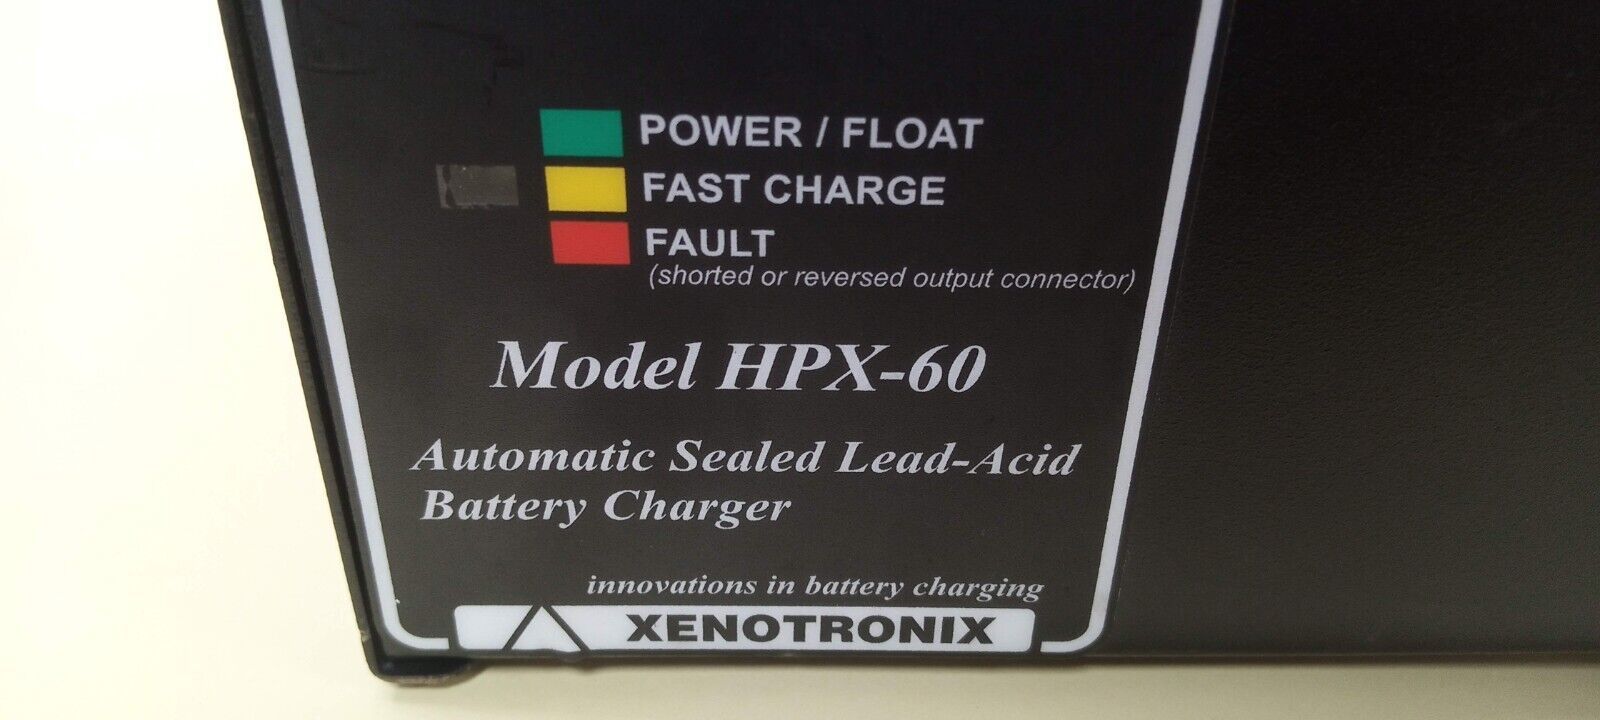 POWER / FLOAT
FAST CHARGE
FAULT
(shorted or reversed output connector)
Model HPX-60
Automatic Sealed Lead-Acid
Battery Charger
innovations in battery charging
XENOTRONIX